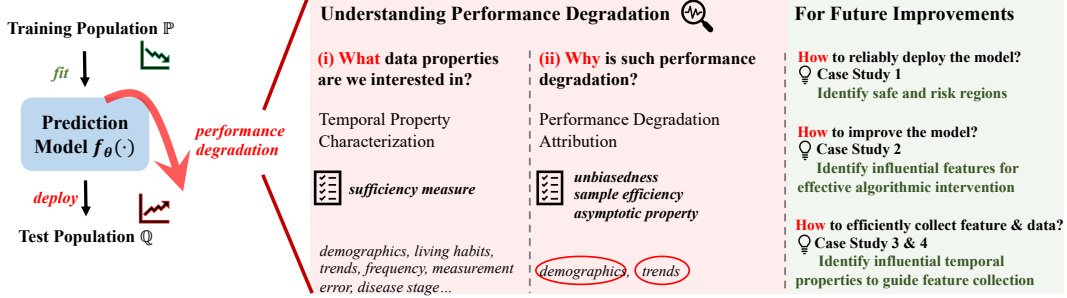 Training Population ℙ
fit
Prediction
Model f_θ(·)
deploy
Test Population ℚ
performance
degradation
Understanding Performance Degradation
(i) What data properties
are we interested in?
Temporal Property
Characterization
sufficiency measure
demographics, living habits,
trends, frequency, measurement
error, disease stage…
(ii) Why is such performance
degradation?
Performance Degradation
Attribution
unbiasedness
sample efficiency
asymptotic property
demographics, trends
For Future Improvements
How to reliably deploy the model?
Case Study 1
Identify safe and risk regions
How to improve the model?
Case Study 2
Identify influential features for
effective algorithmic intervention
How to efficiently collect feature & data?
Case Study 3 & 4
Identify influential temporal
properties to guide feature collection